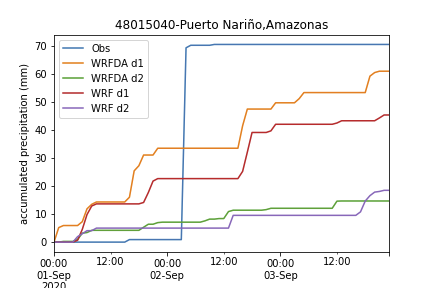 48015040-Puerto Nariño,Amazonas
accumulated precipitation (mm)
70
60
50
40
30
20
10
0
Obs
WRFDA d1
WRFDA d2
WRF d1
WRF d2
00:00 12:00 00:00 12:00 00:00 12:00
01-Sep 02-Sep 03-Sep
2020